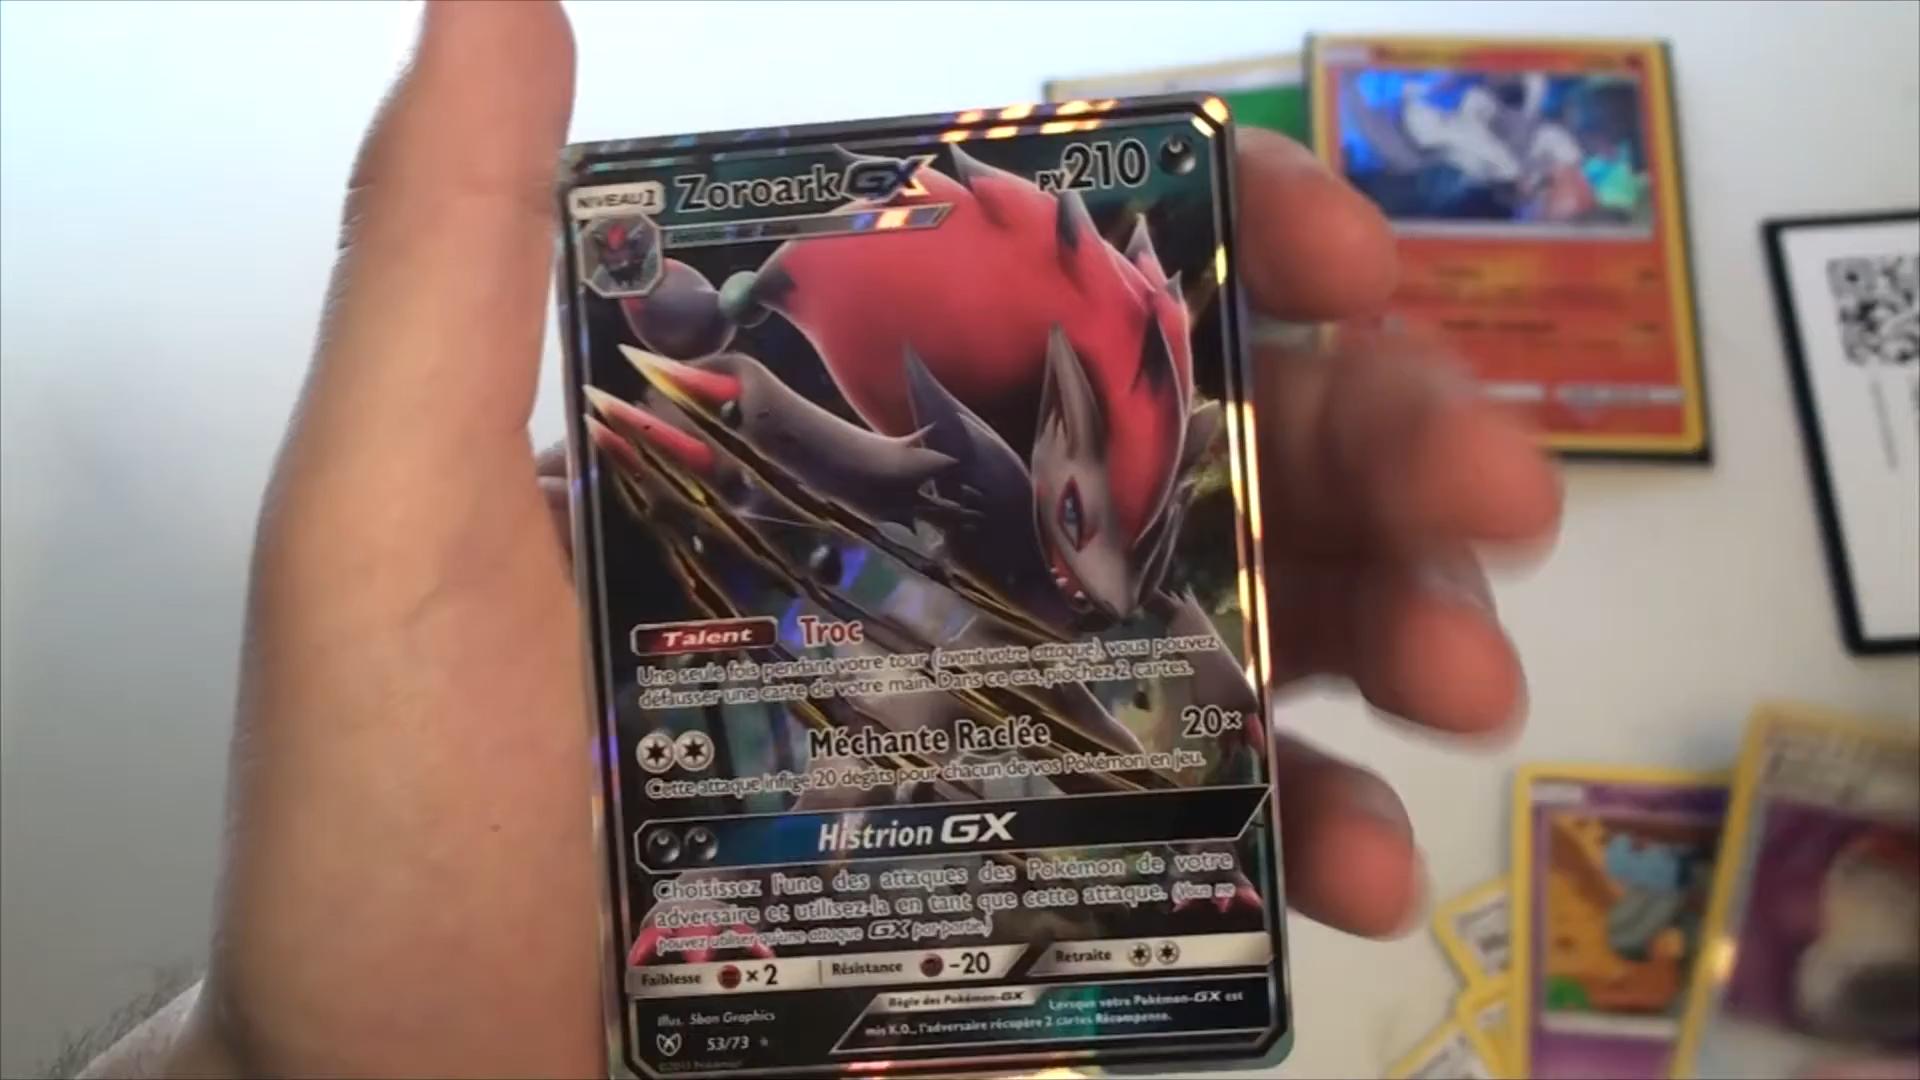 NIVEAU 1
Zoroark GX
PV 210
Talent Troc
Une seule fois pendant votre tour (avant votre attaque), vous pouvez
défausser une carte de votre main. Dans ce cas, piochez 2 cartes.
Méchante Raclée 20x
Cette attaque inflige 20 dégâts pour chacun de vos Pokémon en jeu.
Histrion GX
Choisissez l'une des attaques des Pokémon de votre
adversaire et utilisez-la en tant que cette attaque. (Vous ne
pouvez utiliser qu'une attaque GX par partie.)
Faiblesse ×2 Résistance -20 Retraite
Règle des Pokémon-GX Lorsque votre Pokémon-GX est
mis K.O., l'adversaire récupère 2 cartes Récompense.
Illus. 5ban Graphics
53/73